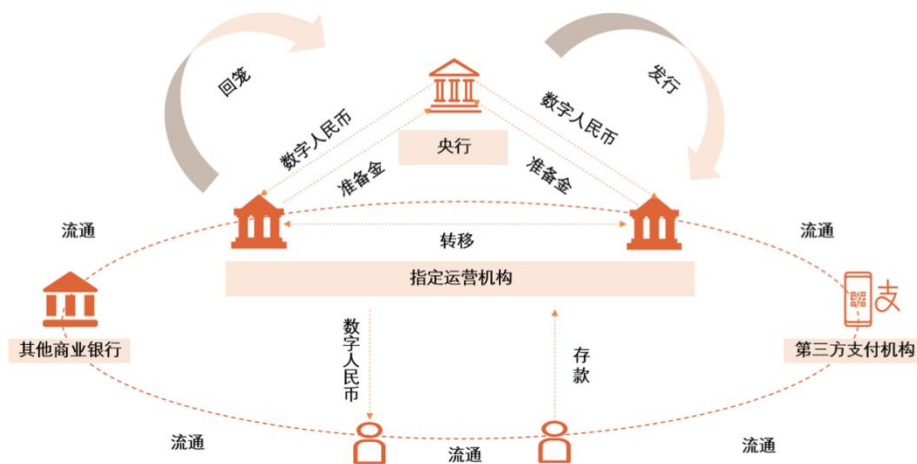 回笼
发行
数字人民币
数字人民币
央行
准备金
准备金
流通
流通
转移
指定运营机构
其他商业银行
支
第三方支付机构
数字人民币
存款
流通
流通
流通